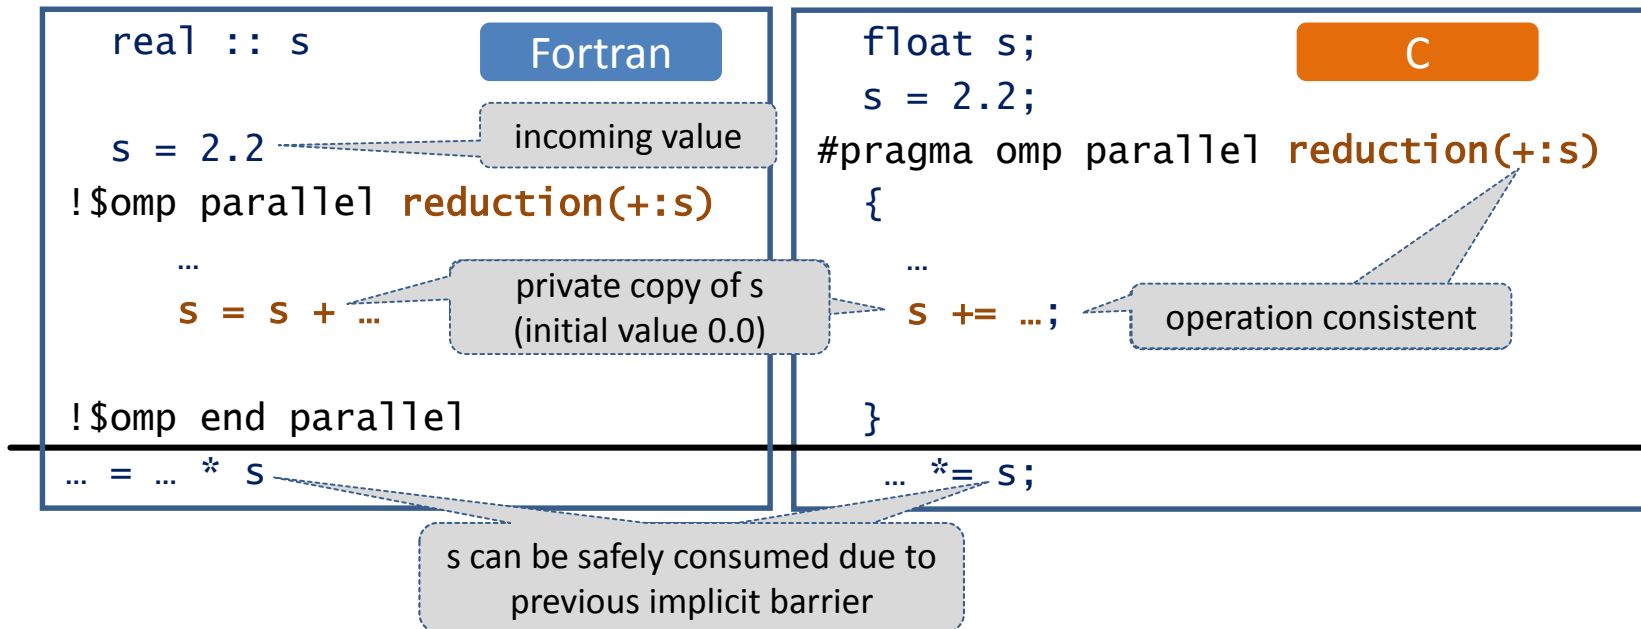 real :: s
Fortran
s = 2.2
incoming value
!$omp parallel reduction(+:s)
…
s = s + …
private copy of s
(initial value 0.0)
!$omp end parallel
… = … * s
float s;
C
s = 2.2;
#pragma omp parallel reduction(+:s)
{
…
s += …;
operation consistent
}
… *= s;
s can be safely consumed due to
previous implicit barrier